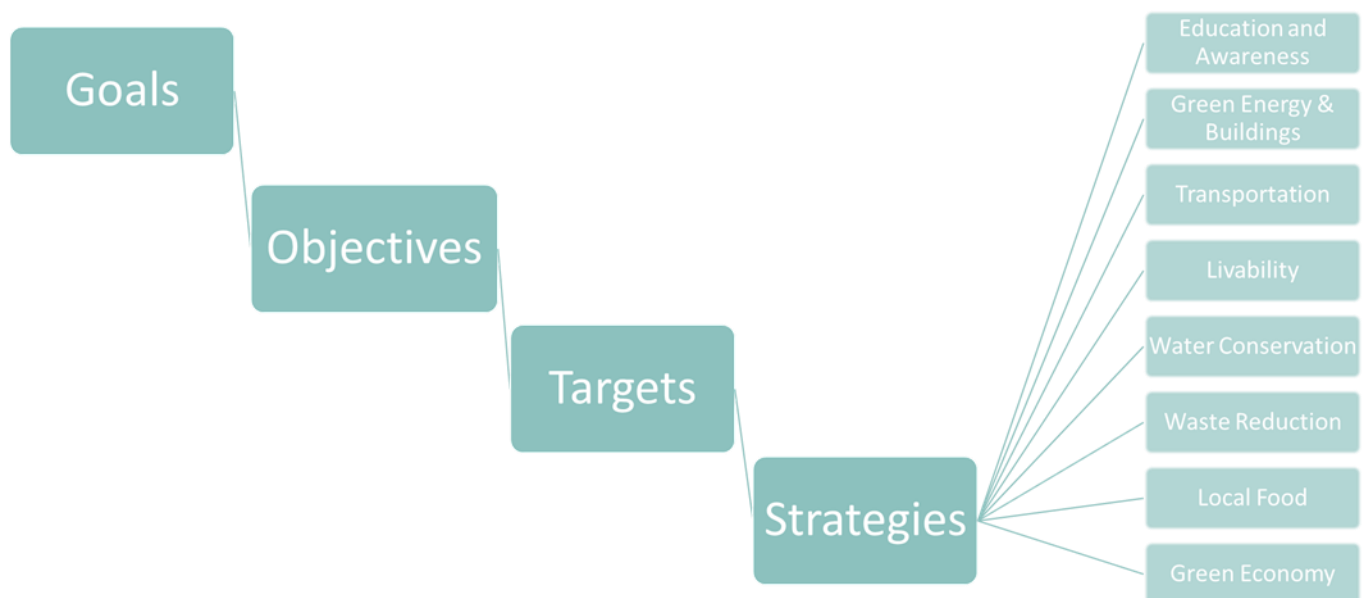 Goals
Objectives
Targets
Strategies
Education and
Awareness
Green Energy &
Buildings
Transportation
Livability
Water Conservation
Waste Reduction
Local Food
Green Economy